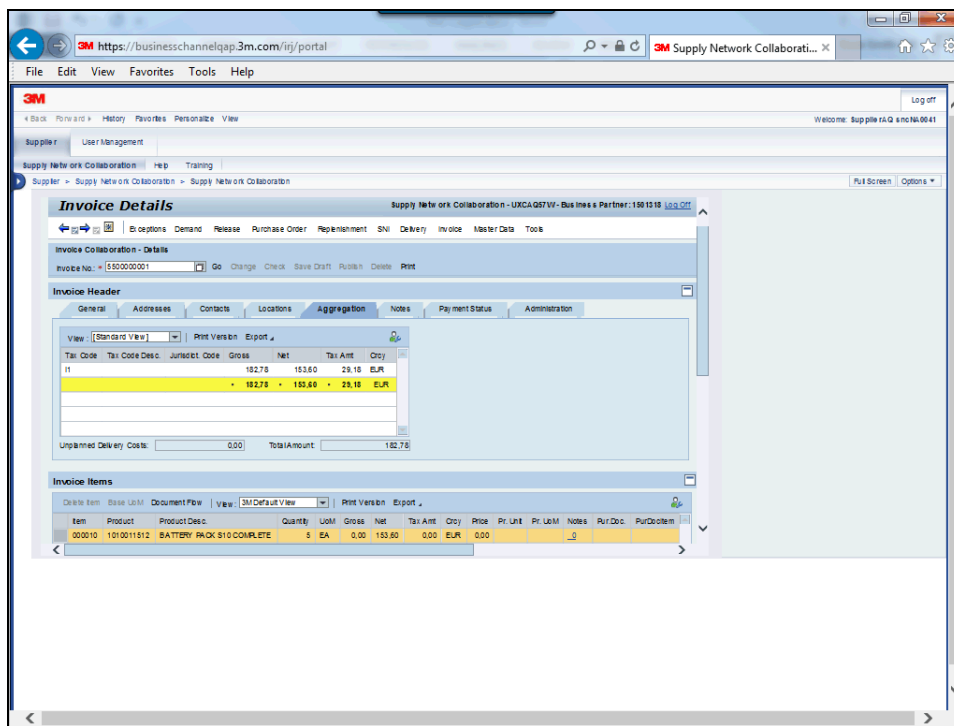 3M https://businesschannelqap.3m.com/irj/portal
3M Supply Network Collaborati... ×
File Edit View Favorites Tools Help
3M
Log off
Back Forward History Favorites Personalize View
Welcome: SupplierAQ sncNA0041
Supplier User Management
Supply Network Collaboration Help Training
Supplier > Supply Network Collaboration > Supply Network Collaboration
Full Screen Options
Invoice Details
Supply Network Collaboration - UXCAQ57W - Business Partner: 1501318 Log Off
Exceptions Demand Release Purchase Order Replenishment SNI Delivery Invoice Master Data Tools
Invoice Collaboration - Details
Invoice No.: * 5500000001 Go Change Check Save Draft Publish Delete Print
Invoice Header
General Addresses Contacts Locations Aggregation Notes Payment Status Administration
View: [Standard View] Print Version Export
Tax Code Tax Code Desc. Jurisdict. Code Gross Net Tax Amt Crcy
I1 182,78 153,60 29,18 EUR
• 182,78 • 153,60 • 29,18 EUR
Unplanned Delivery Costs: 0,00 Total Amount: 182,78
Invoice Items
Delete Item Base UoM Document Flow View: 3M Default View Print Version Export
Item Product Product Desc. Quantity UoM Gross Net Tax Amt Crcy Price Pr. Unit Pr. UoM Notes Pur.Doc. PurDocItem
000010 1010011512 BATTERY PACK S10 COMPLETE 5 EA 0,00 153,60 0,00 EUR 0,00 0